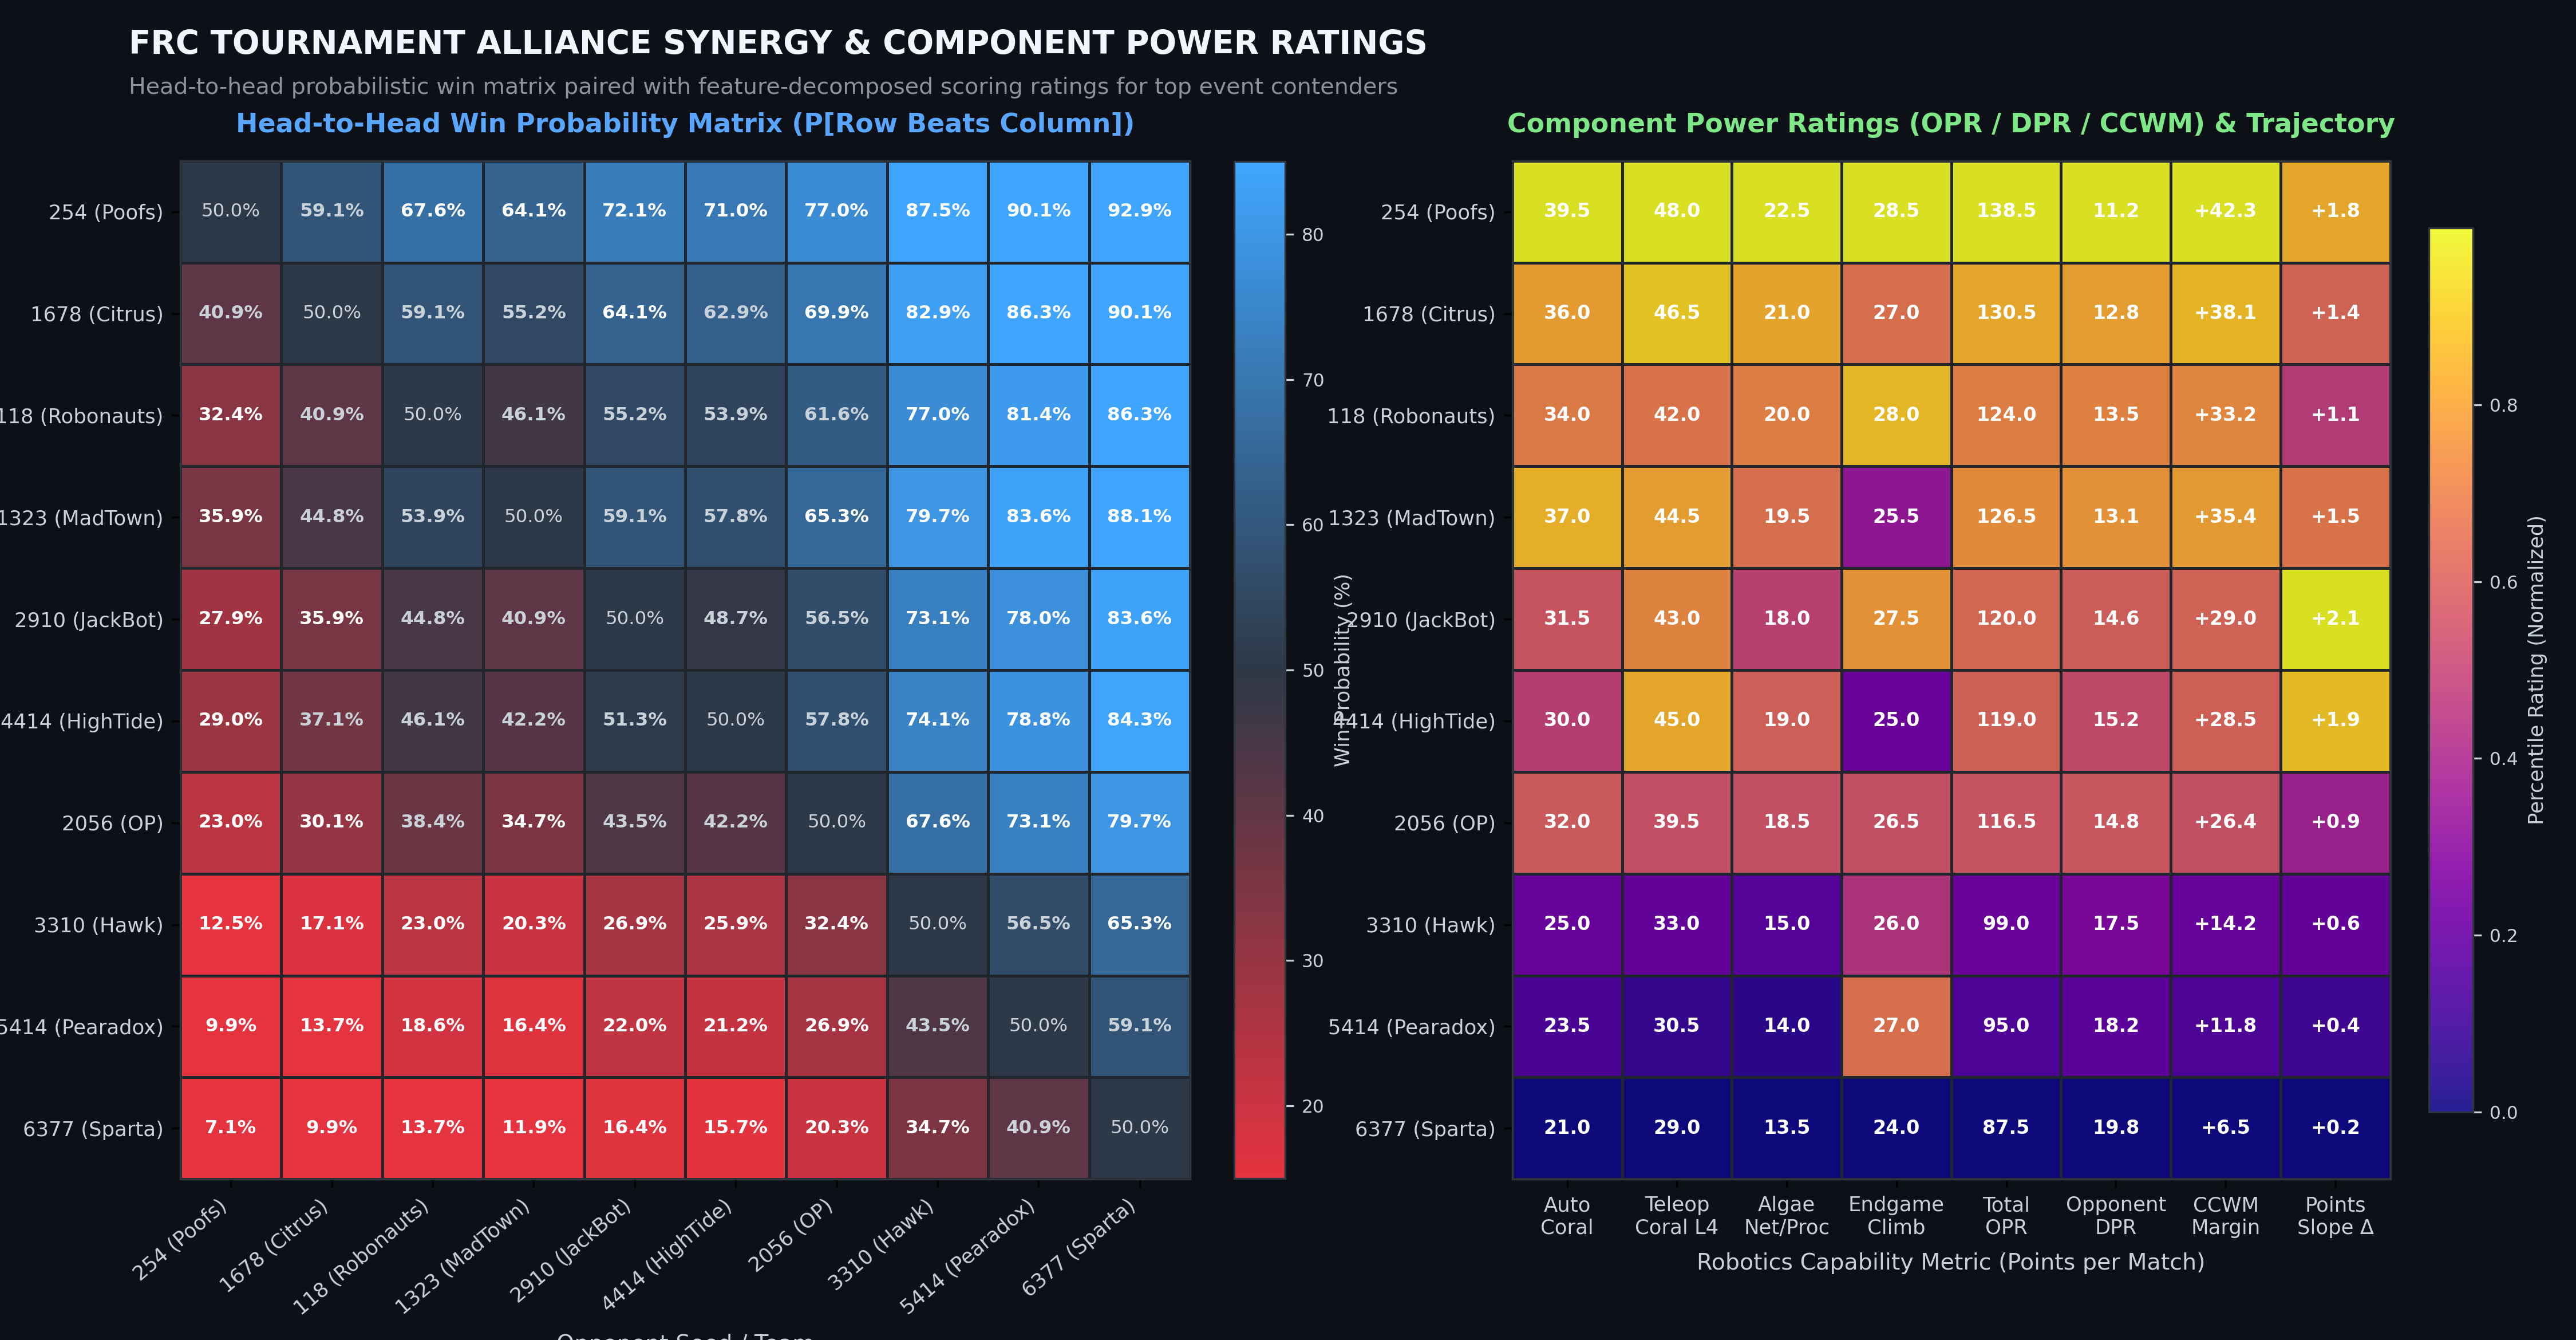 FRC TOURNAMENT ALLIANCE SYNERGY & COMPONENT POWER RATINGS
Head-to-head probabilistic win matrix paired with feature-decomposed scoring ratings for top event contenders
Head-to-Head Win Probability Matrix (P[Row Beats Column])
254 (Poofs) 50.0% 59.1% 67.6% 64.1% 72.1% 71.0% 77.0% 87.5% 90.1% 92.9%
1678 (Citrus) 40.9% 50.0% 59.1% 55.2% 64.1% 62.9% 69.9% 82.9% 86.3% 90.1%
118 (Robonauts) 32.4% 40.9% 50.0% 46.1% 55.2% 53.9% 61.6% 77.0% 81.4% 86.3%
1323 (MadTown) 35.9% 44.8% 53.9% 50.0% 59.1% 57.8% 65.3% 79.7% 83.6% 88.1%
2910 (JackBot) 27.9% 35.9% 44.8% 40.9% 50.0% 48.7% 56.5% 73.1% 78.0% 83.6%
4414 (HighTide) 29.0% 37.1% 46.1% 42.2% 51.3% 50.0% 57.8% 74.1% 78.8% 84.3%
2056 (OP) 23.0% 30.1% 38.4% 34.7% 43.5% 42.2% 50.0% 67.6% 73.1% 79.7%
3310 (Hawk) 12.5% 17.1% 23.0% 20.3% 26.9% 25.9% 32.4% 50.0% 56.5% 65.3%
5414 (Pearadox) 9.9% 13.7% 18.6% 16.4% 22.0% 21.2% 26.9% 43.5% 50.0% 59.1%
6377 (Sparta) 7.1% 9.9% 13.7% 11.9% 16.4% 15.7% 20.3% 34.7% 40.9% 50.0%
254 (Poofs) 1678 (Citrus) 118 (Robonauts) 1323 (MadTown) 2910 (JackBot) 4414 (HighTide) 2056 (OP) 3310 (Hawk) 5414 (Pearadox) 6377 (Sparta)
Opponent Seed / Team
80
70
60
50
40
30
20
Win Probability (%)
Component Power Ratings (OPR / DPR / CCWM) & Trajectory
254 (Poofs) 39.5 48.0 22.5 28.5 138.5 11.2 +42.3 +1.8
1678 (Citrus) 36.0 46.5 21.0 27.0 130.5 12.8 +38.1 +1.4
118 (Robonauts) 34.0 42.0 20.0 28.0 124.0 13.5 +33.2 +1.1
1323 (MadTown) 37.0 44.5 19.5 25.5 126.5 13.1 +35.4 +1.5
2910 (JackBot) 31.5 43.0 18.0 27.5 120.0 14.6 +29.0 +2.1
4414 (HighTide) 30.0 45.0 19.0 25.0 119.0 15.2 +28.5 +1.9
2056 (OP) 32.0 39.5 18.5 26.5 116.5 14.8 +26.4 +0.9
3310 (Hawk) 25.0 33.0 15.0 26.0 99.0 17.5 +14.2 +0.6
5414 (Pearadox) 23.5 30.5 14.0 27.0 95.0 18.2 +11.8 +0.4
6377 (Sparta) 21.0 29.0 13.5 24.0 87.5 19.8 +6.5 +0.2
Auto Teleop Algae Endgame Total Opponent CCWM Points
Coral Coral L4 Net/Proc Climb OPR DPR Margin Slope Δ
Robotics Capability Metric (Points per Match)
0.8
0.6
0.4
0.2
0.0
Percentile Rating (Normalized)